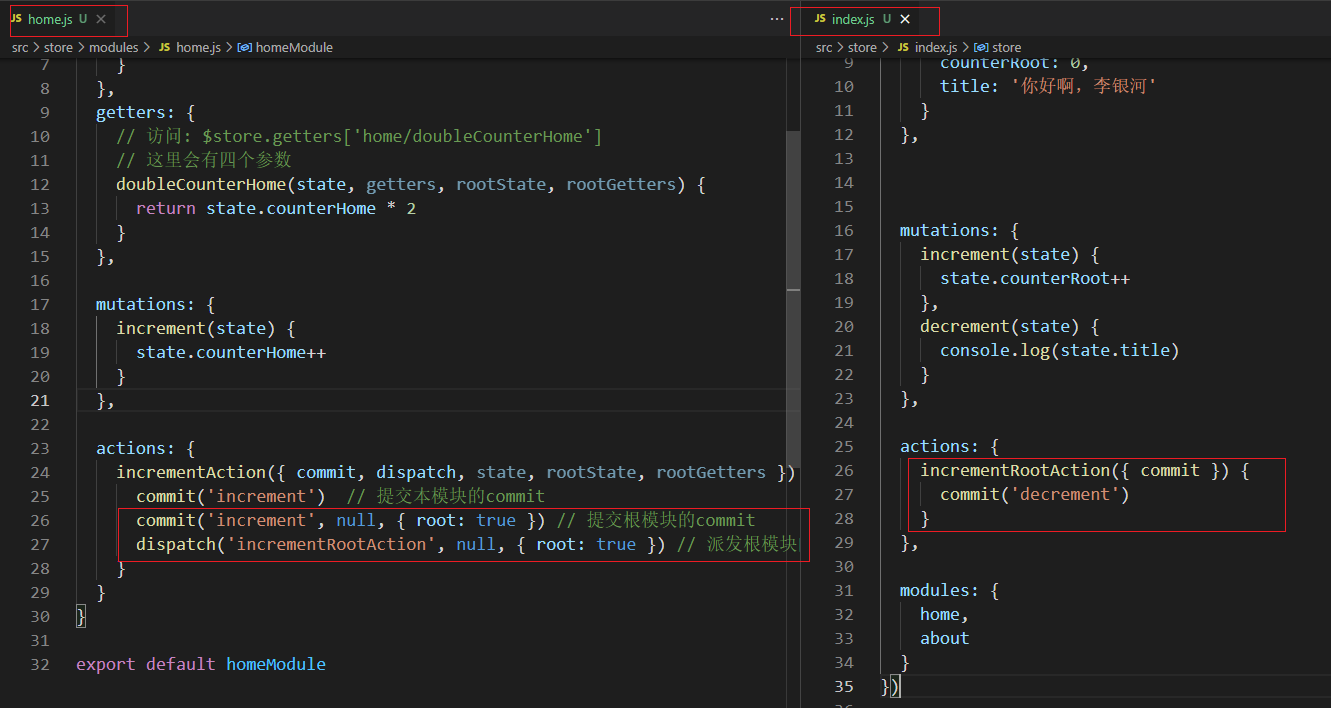 JS home.js U ×
src > store > modules > JS home.js > homeModule
7 }
8 },
9 getters: {
10 // 访问: $store.getters['home/doubleCounterHome']
11 // 这里会有四个参数
12 doubleCounterHome(state, getters, rootState, rootGetters) {
13 return state.counterHome * 2
14 }
15 },
16
17 mutations: {
18 increment(state) {
19 state.counterHome++
20 }
21 },
22
23 actions: {
24 incrementAction({ commit, dispatch, state, rootState, rootGetters })
25 commit('increment') // 提交本模块的commit
26 commit('increment', null, { root: true }) // 提交根模块的commit
27 dispatch('incrementRootAction', null, { root: true }) // 派发根模块
28 }
29 }
30 }
31
32 export default homeModule
JS index.js U ×
src > store > JS index.js > store
9 counterRoot: 0,
10 title: '你好啊，李银河'
11 }
12 },
13
14
15
16 mutations: {
17 increment(state) {
18 state.counterRoot++
19 },
20 decrement(state) {
21 console.log(state.title)
22 }
23 },
24
25 actions: {
26 incrementRootAction({ commit }) {
27 commit('decrement')
28 }
29 },
30
31 modules: {
32 home,
33 about
34 }
35 })